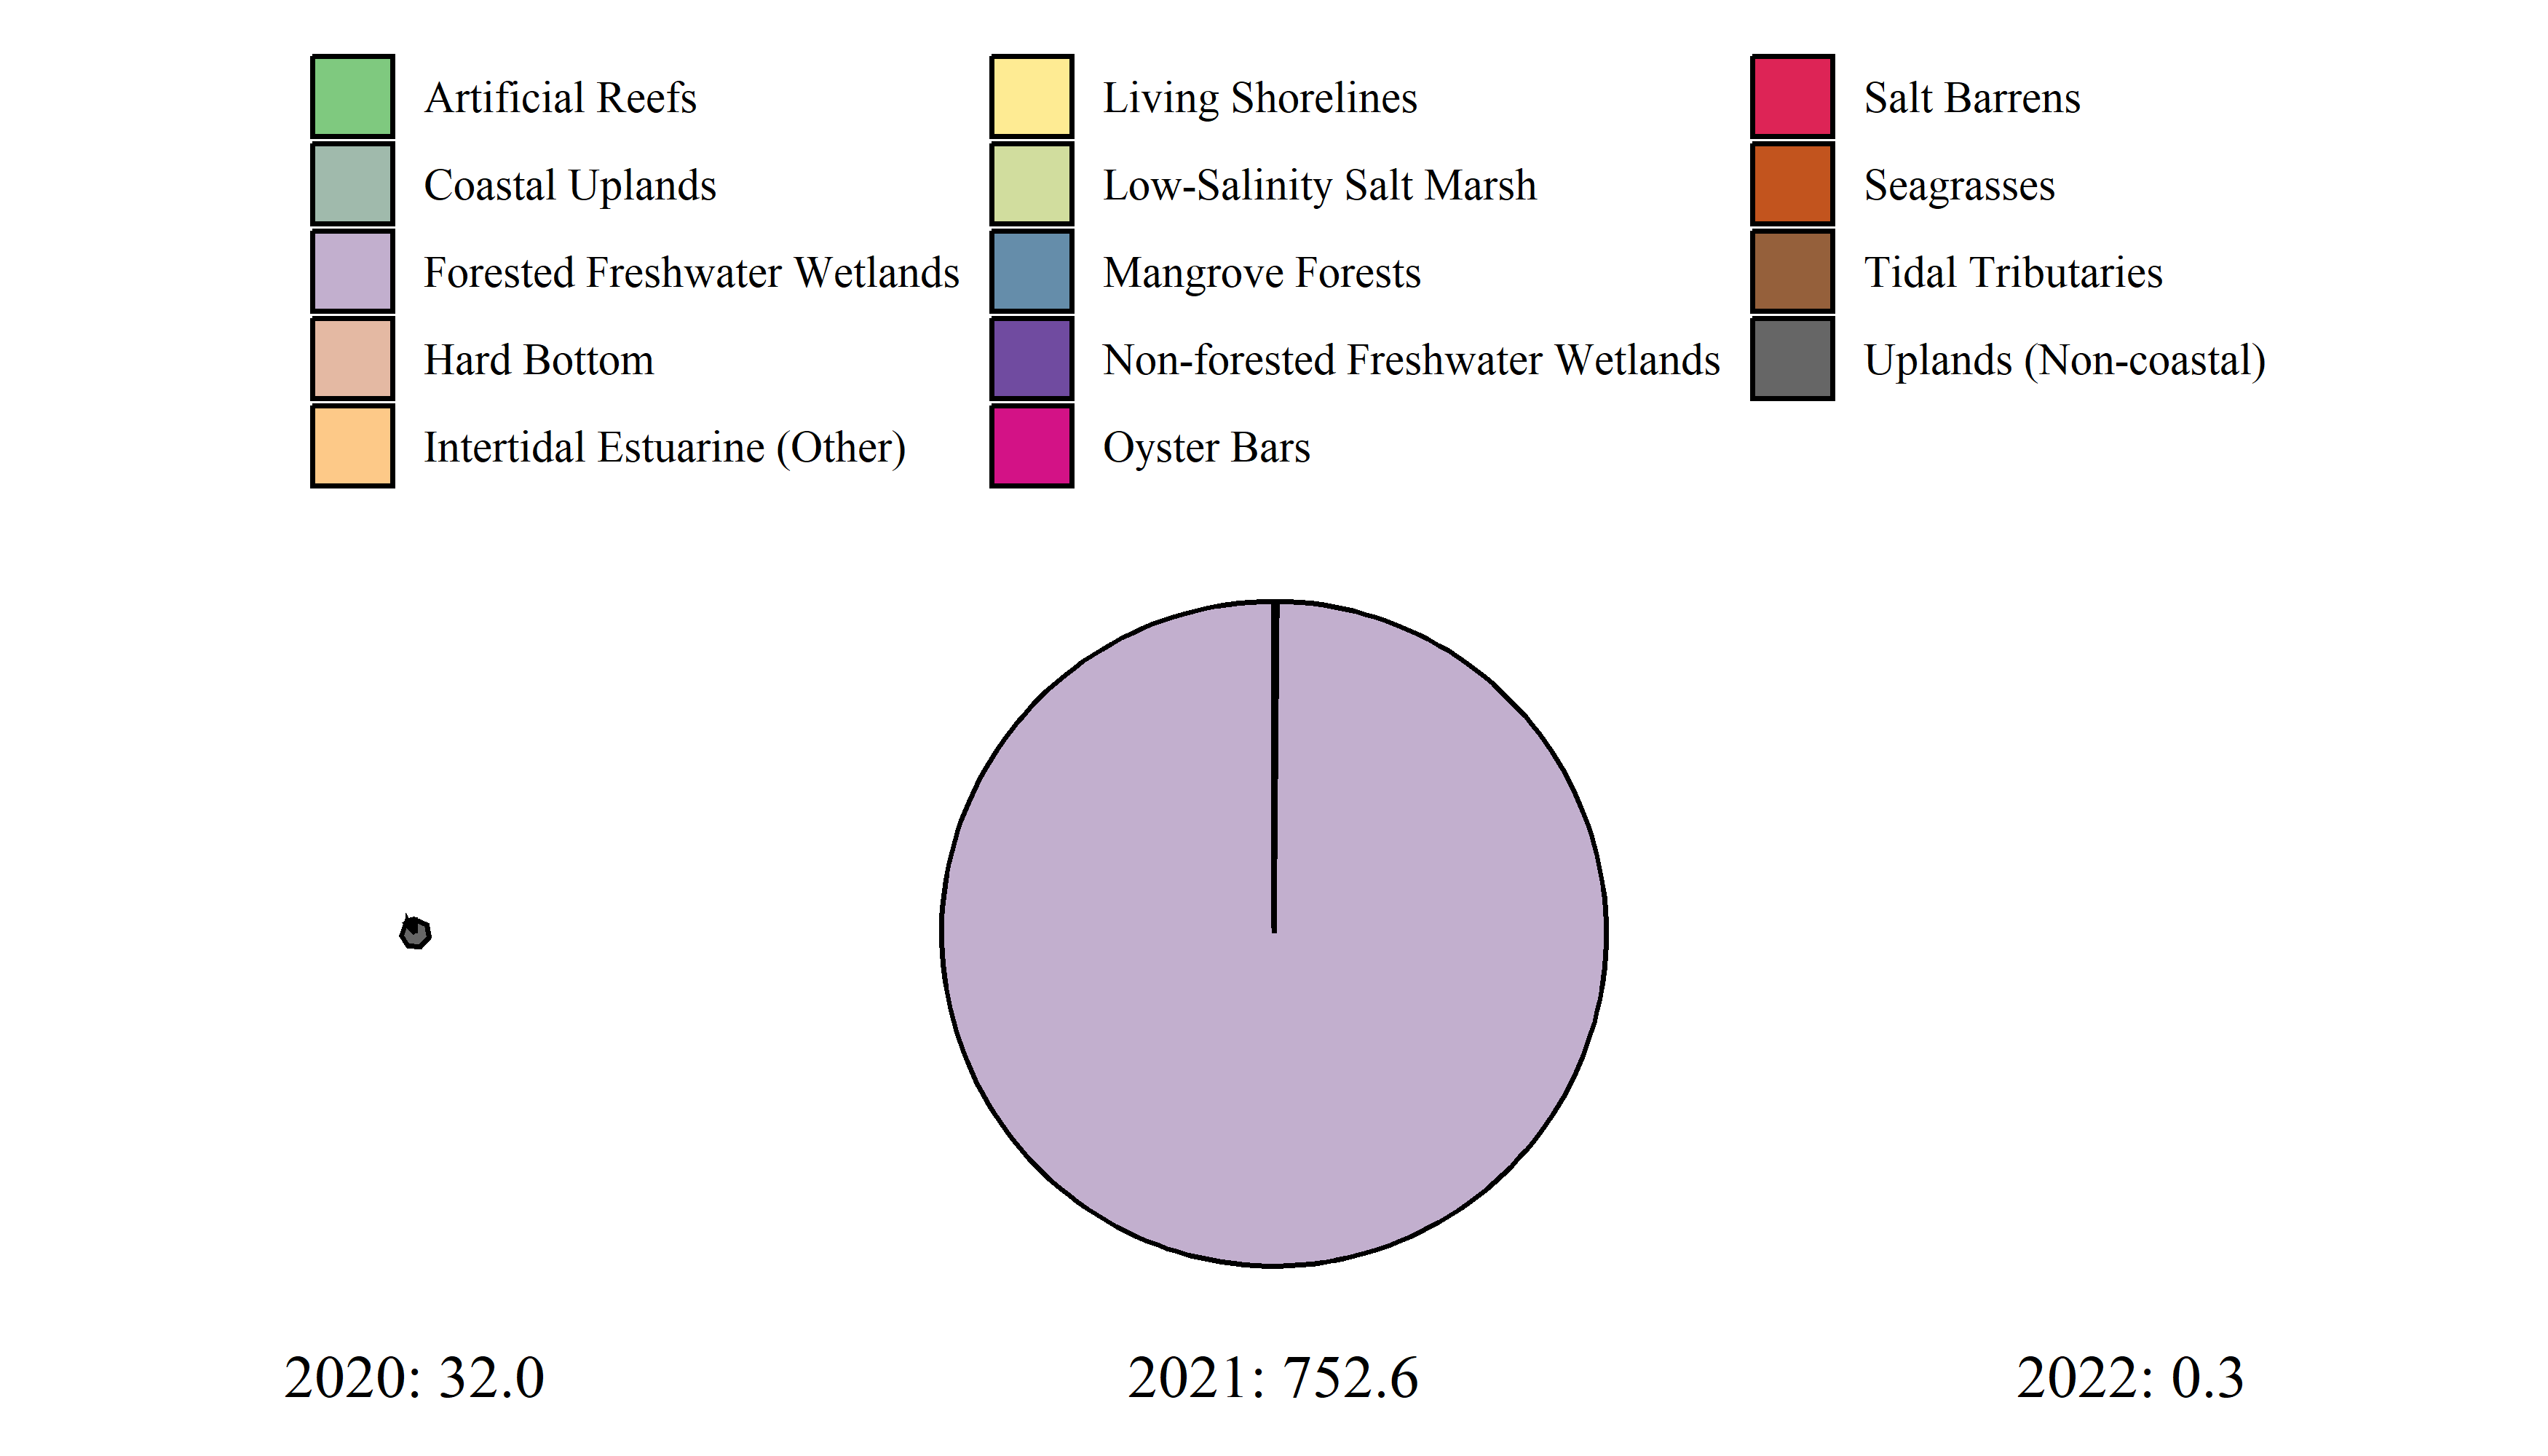 Artificial Reefs
Coastal Uplands
Forested Freshwater Wetlands
Hard Bottom
Intertidal Estuarine (Other)
Living Shorelines
Low-Salinity Salt Marsh
Mangrove Forests
Non-forested Freshwater Wetlands
Oyster Bars
Salt Barrens
Seagrasses
Tidal Tributaries
Uplands (Non-coastal)
2020: 32.0
2021: 752.6
2022: 0.3